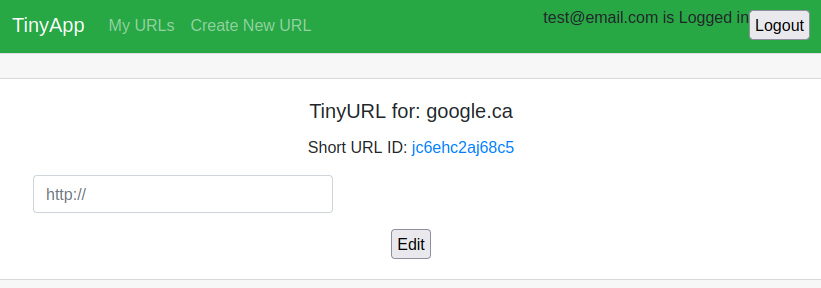 TinyApp My URLs Create New URL test@email.com is Logged in Logout
TinyURL for: google.ca
Short URL ID: jc6ehc2aj68c5
http://
Edit